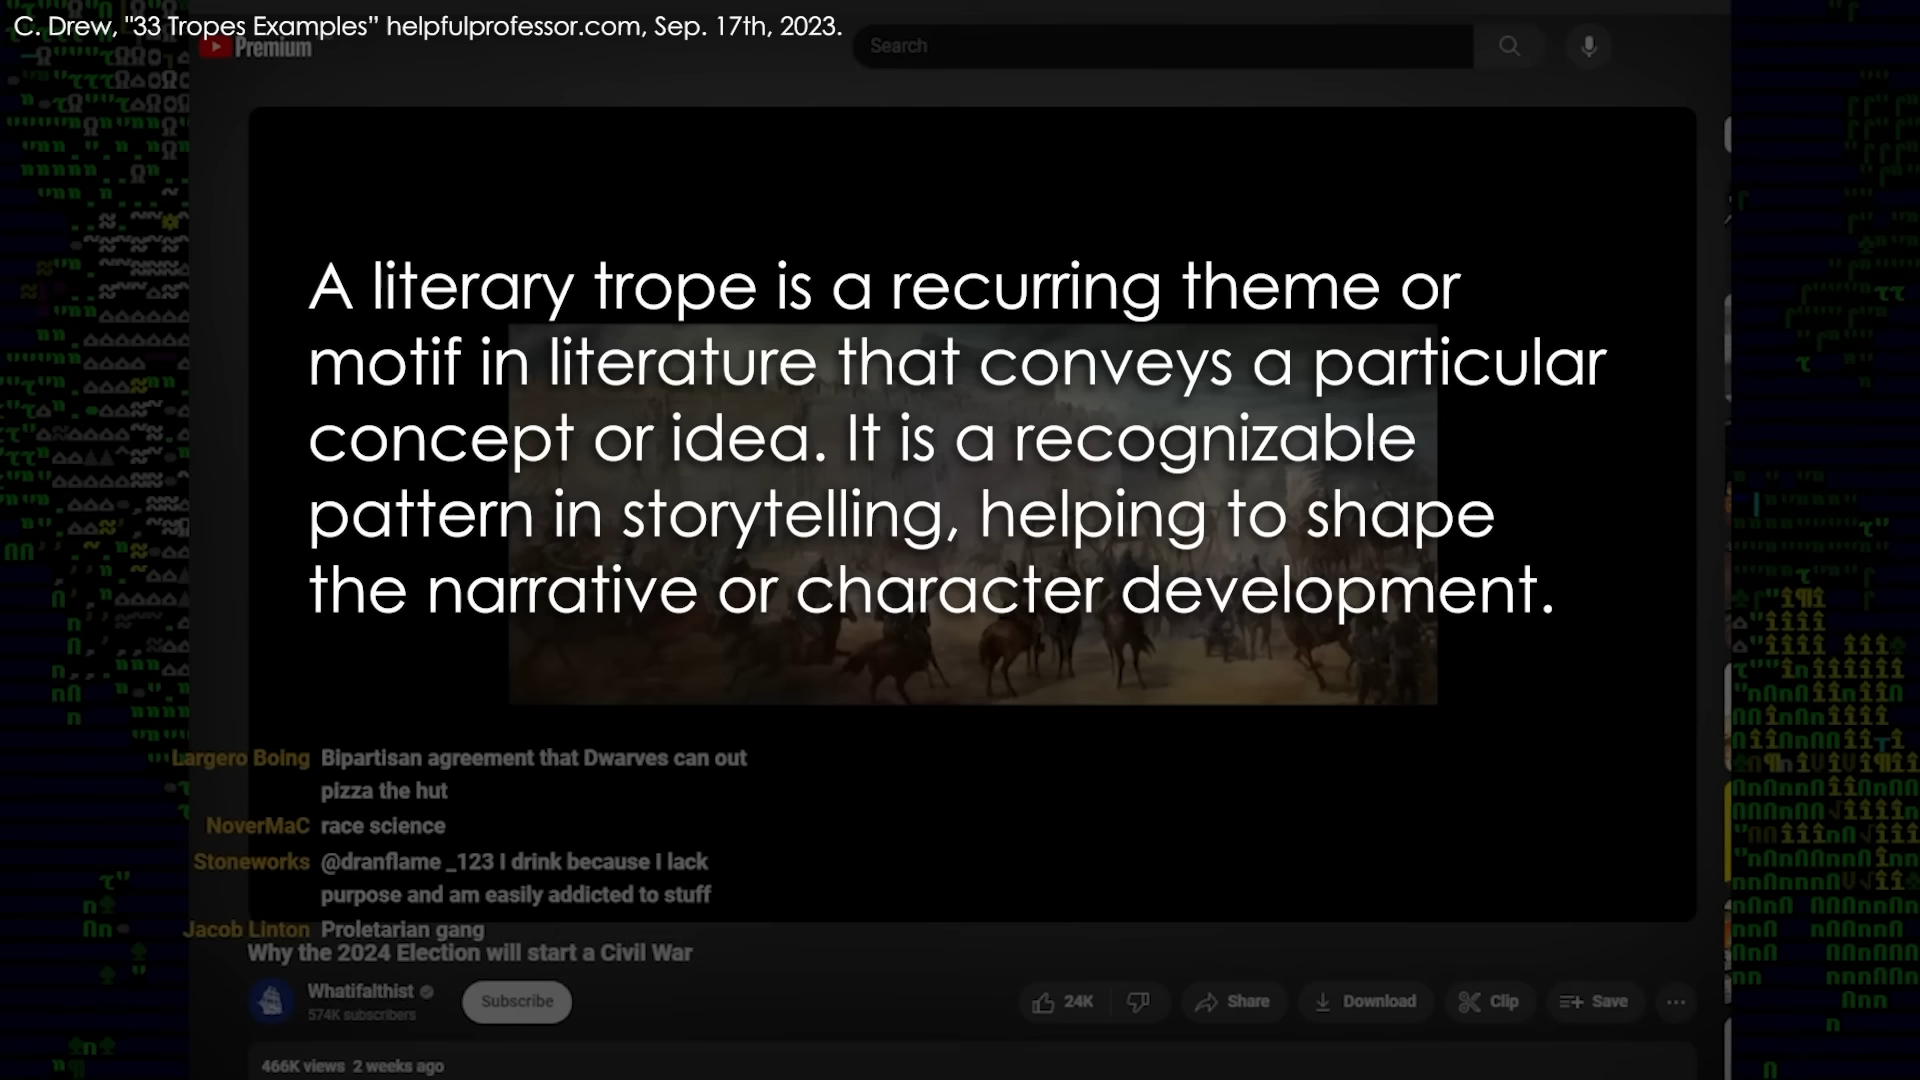 C. Drew, "33 Tropes Examples" helpfulprofessor.com, Sep. 17th, 2023.
Premium
Search
A literary trope is a recurring theme or
motif in literature that conveys a particular
concept or idea. It is a recognizable
pattern in storytelling, helping to shape
the narrative or character development.
Largero Boing Bipartisan agreement that Dwarves can out
pizza the hut
NoverMaC race science
Stoneworks @dranflame _123 I drink because I lack
purpose and am easily addicted to stuff
Jacob Linton Proletarian gang
Why the 2024 Election will start a Civil War
Whatifalthist
574K subscribers
Subscribe
24K
Share
Download
Clip
Save
466K views 2 weeks ago